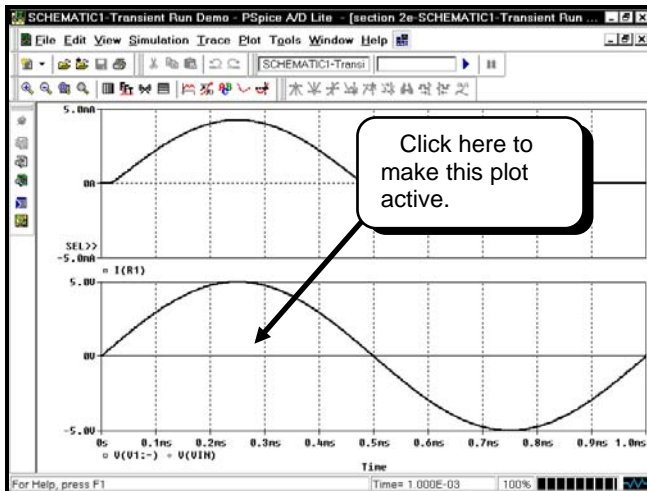 SCHEMATIC1-Transient Run Demo - PSpice A/D Lite - [section 2e-SCHEMATIC1-Transient Run ...
File Edit View Simulation Trace Plot Tools Window Help
SCHEMATIC1-Transi
5.0mA
0A
SEL>>
-5.0mA
I(R1)
Click here to
make this plot
active.
5.0V
0V
-5.0V
0s 0.1ms 0.2ms 0.3ms 0.4ms 0.5ms 0.6ms 0.7ms 0.8ms 0.9ms 1.0ms
V(V1:-) V(VIN)
Time
For Help, press F1 Time= 1.000E-03 100%